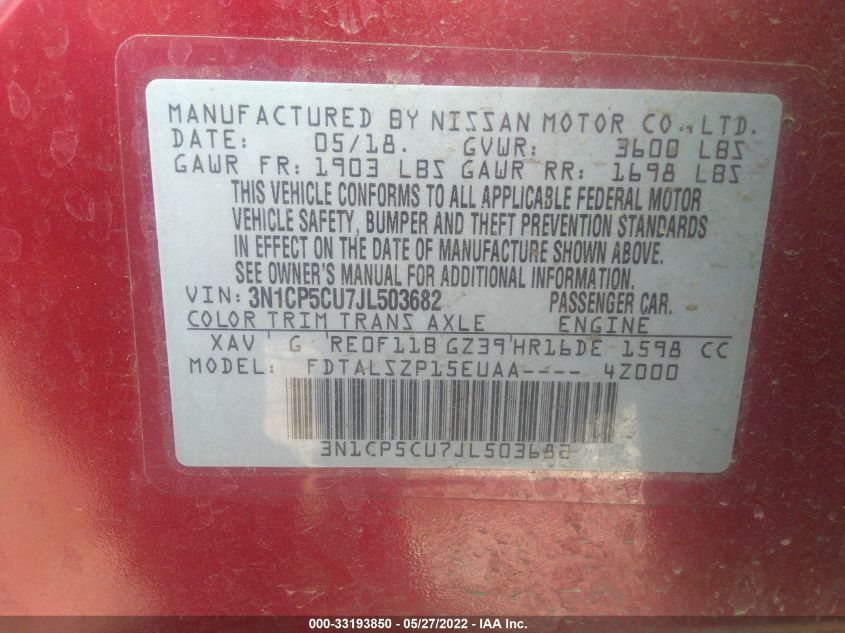 MANUFACTURED BY NISSAN MOTOR CO., LTD.
DATE: 05/18. GVWR: 3600 LBS
GAWR FR: 1903 LBS GAWR RR: 1698 LBS
THIS VEHICLE CONFORMS TO ALL APPLICABLE FEDERAL MOTOR
VEHICLE SAFETY, BUMPER AND THEFT PREVENTION STANDARDS
IN EFFECT ON THE DATE OF MANUFACTURE SHOWN ABOVE.
SEE OWNER'S MANUAL FOR ADDITIONAL INFORMATION.
VIN: 3N1CP5CU7JL503682 PASSENGER CAR.
COLOR TRIM TRANS AXLE ENGINE
XAV G RE0F11B GZ39 HR16DE 1598 CC
MODEL: FDTALSZP15EUAA---- 4Z000
3N1CP5CU7JL503682
000-33193850 - 05/27/2022 - IAA Inc.